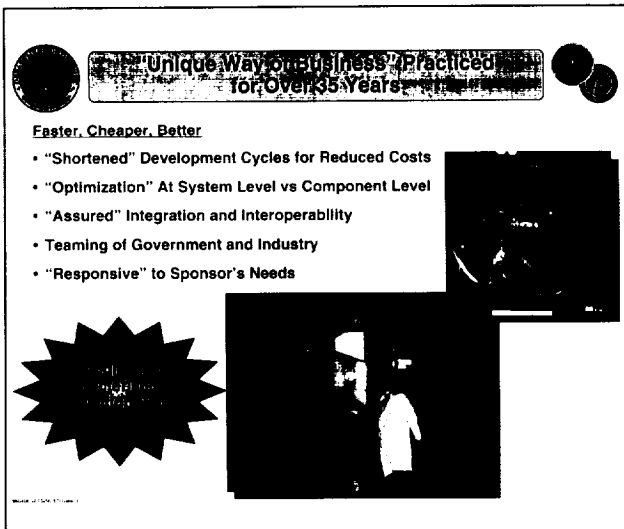 "Unique Way of Business" (Practiced
for Over 35 Years
Faster, Cheaper, Better
• "Shortened" Development Cycles for Reduced Costs
• "Optimization" At System Level vs Component Level
• "Assured" Integration and Interoperability
• Teaming of Government and Industry
• "Responsive" to Sponsor's Needs